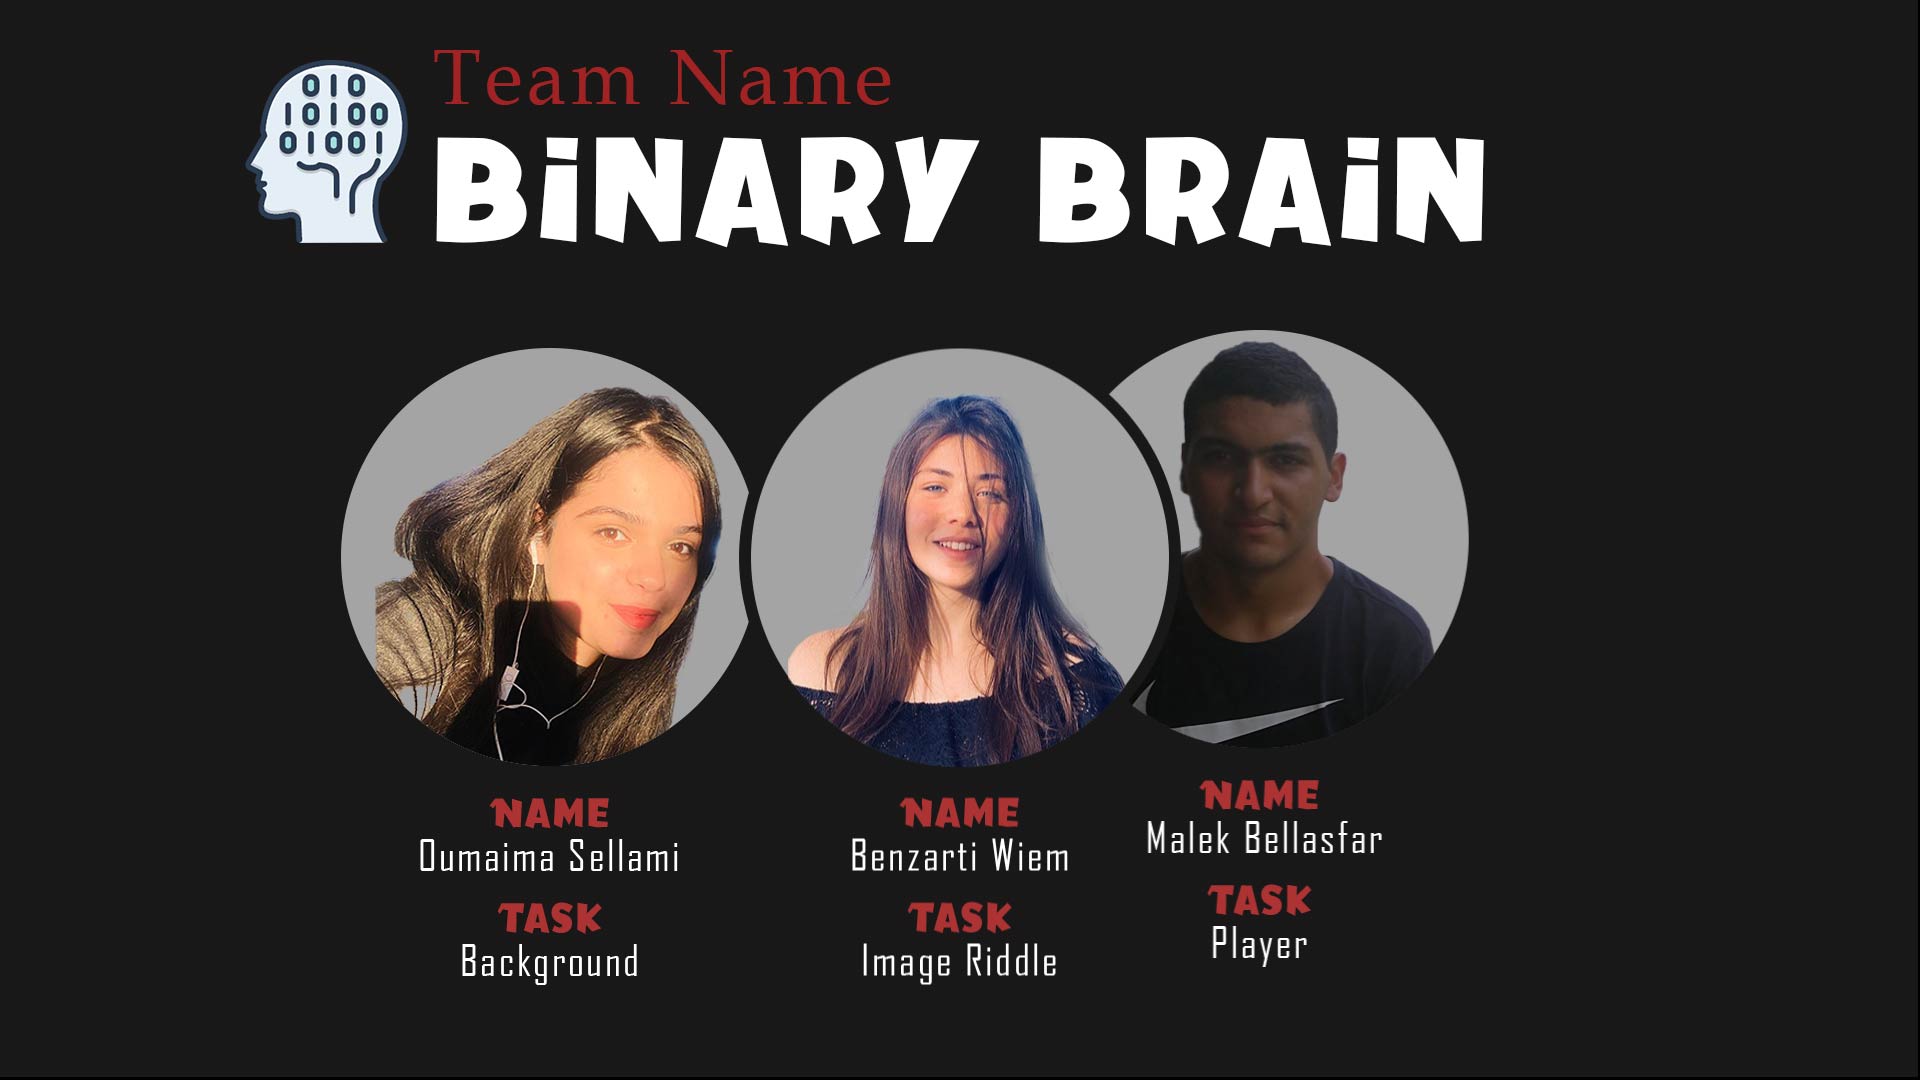 010
10100
01001
Team Name
BiNARY BRAiN
NAME
Oumaima Sellami
TASK
Background
NAME
Benzarti Wiem
TASK
Image Riddle
NAME
Malek Bellasfar
TASK
Player